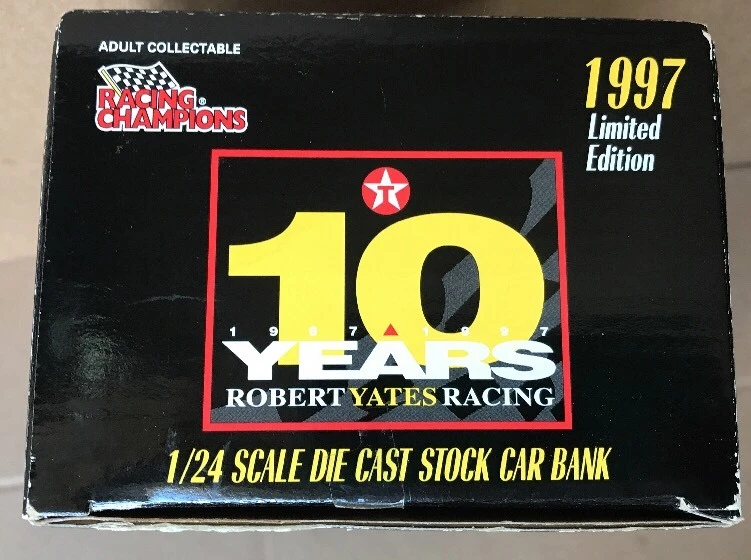 ADULT COLLECTABLE
RACING
CHAMPIONS®
1997
Limited
Edition
T
10
1987 1997
YEARS
ROBERT YATES RACING
1/24 SCALE DIE CAST STOCK CAR BANK